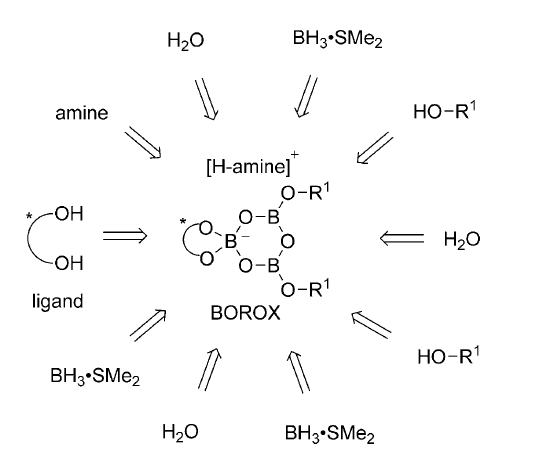 H₂O
BH₃•SMe₂
amine
HO–R¹
[H-amine]⁺
O–R¹
* OH
* O
O–B
B⁻
O
H₂O
OH
O
O–B
O–R¹
ligand
BOROX
BH₃•SMe₂
HO–R¹
H₂O
BH₃•SMe₂